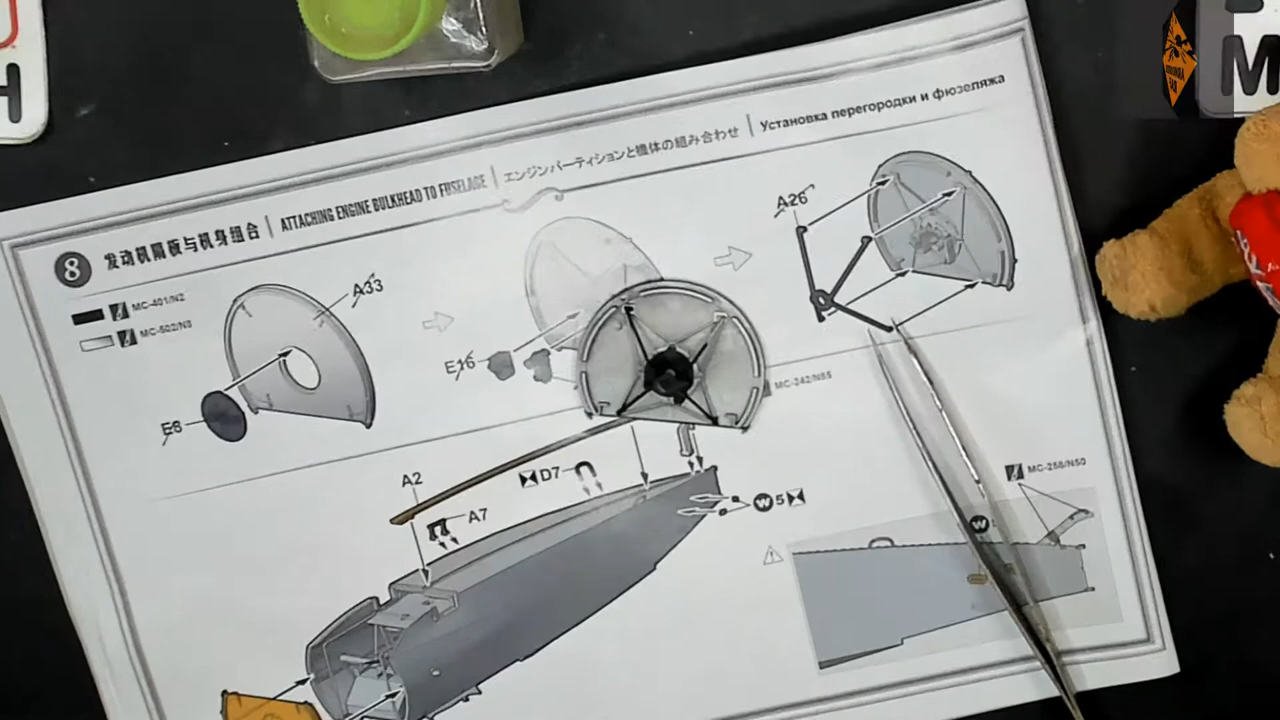 H
M
8 发动机隔板与机身组合 | ATTACHING ENGINE BULKHEAD TO FUSELAGE | エンジンパーティションと機体の組み合わせ | Установка перегородки и фюзеляжа
MC-401/N2
MC-502/N8
A33
E6
E16
A26
MC-242/N55
A2
D7
A7
W 5
MC-258/N50
W